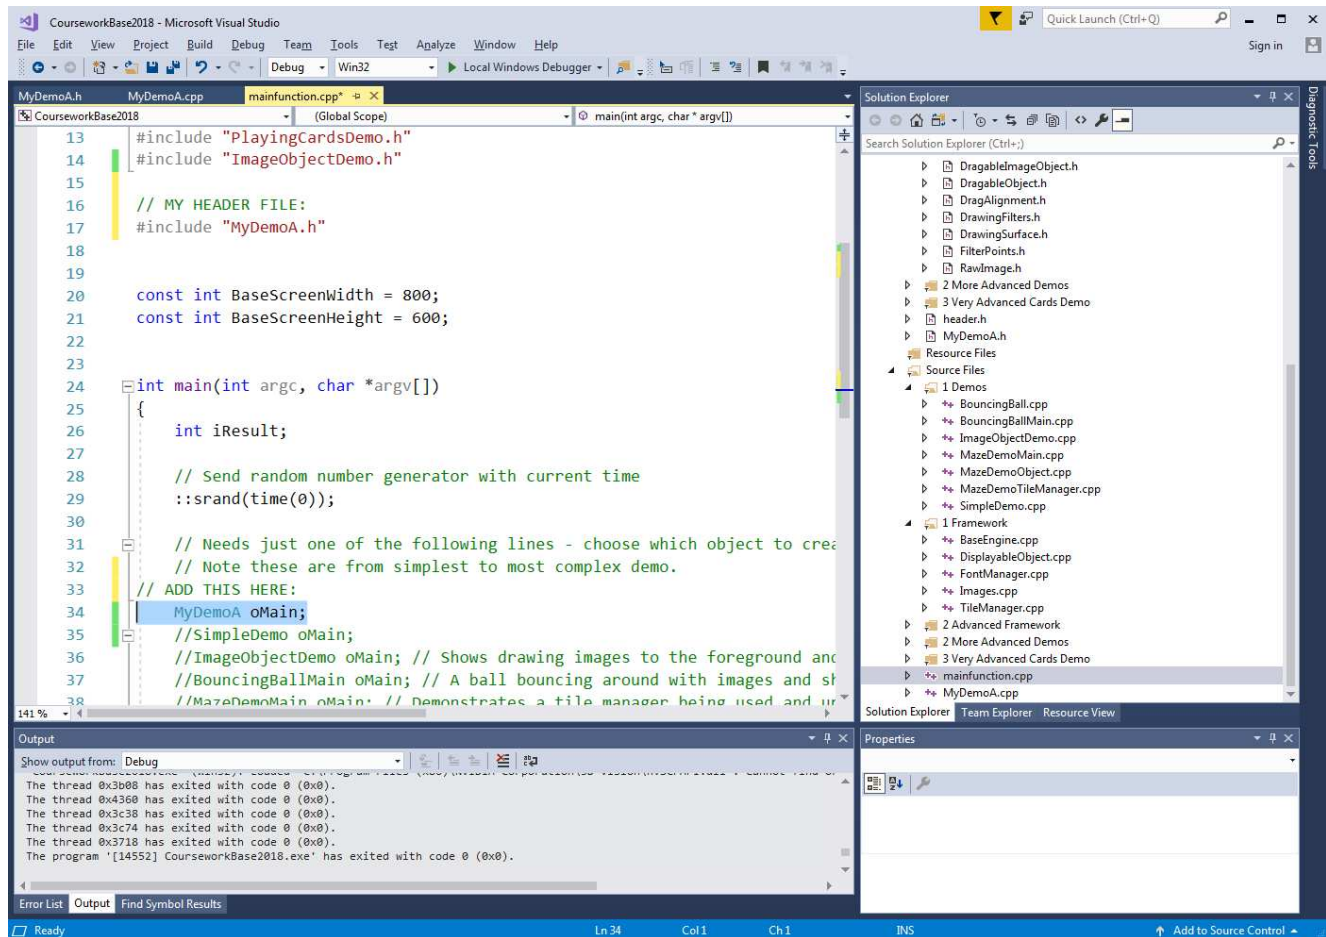 CourseworkBase2018 - Microsoft Visual Studio
Quick Launch (Ctrl+Q)
File Edit View Project Build Debug Team Tools Test Analyze Window Help
Sign in
Debug Win32 Local Windows Debugger
MyDemoA.h MyDemoA.cpp mainfunction.cpp*
CourseworkBase2018 (Global Scope) main(int argc, char * argv[])
13 #include "PlayingCardsDemo.h"
14 #include "ImageObjectDemo.h"
15
16 // MY HEADER FILE:
17 #include "MyDemoA.h"
18
19
20 const int BaseScreenWidth = 800;
21 const int BaseScreenHeight = 600;
22
23
24 int main(int argc, char *argv[])
25 {
26 int iResult;
27
28 // Send random number generator with current time
29 ::srand(time(0));
30
31 // Needs just one of the following lines - choose which object to crea
32 // Note these are from simplest to most complex demo.
33 // ADD THIS HERE:
34 MyDemoA oMain;
35 //SimpleDemo oMain;
36 //ImageObjectDemo oMain; // Shows drawing images to the foreground and
37 //BouncingBallMain oMain; // A ball bouncing around with images and sh
38 //MazeDemoMain oMain; // Demonstrates a tile manager being used and ur
141 %
Solution Explorer
Search Solution Explorer (Ctrl+;)
DragableImageObject.h
DragableObject.h
DragAlignment.h
DrawingFilters.h
DrawingSurface.h
FilterPoints.h
RawImage.h
2 More Advanced Demos
3 Very Advanced Cards Demo
header.h
MyDemoA.h
Resource Files
Source Files
1 Demos
BouncingBall.cpp
BouncingBallMain.cpp
ImageObjectDemo.cpp
MazeDemoMain.cpp
MazeDemoObject.cpp
MazeDemoTileManager.cpp
SimpleDemo.cpp
1 Framework
BaseEngine.cpp
DisplayableObject.cpp
FontManager.cpp
Images.cpp
TileManager.cpp
2 Advanced Framework
2 More Advanced Demos
3 Very Advanced Cards Demo
mainfunction.cpp
MyDemoA.cpp
Solution Explorer Team Explorer Resource View
Diagnostic Tools
Output
Show output from: Debug
The thread 0x3b08 has exited with code 0 (0x0).
The thread 0x4360 has exited with code 0 (0x0).
The thread 0x3c38 has exited with code 0 (0x0).
The thread 0x3c74 has exited with code 0 (0x0).
The thread 0x3718 has exited with code 0 (0x0).
The program '[14552] CourseworkBase2018.exe' has exited with code 0 (0x0).
Error List Output Find Symbol Results
Properties
Ready Ln 34 Col 1 Ch 1 INS Add to Source Control